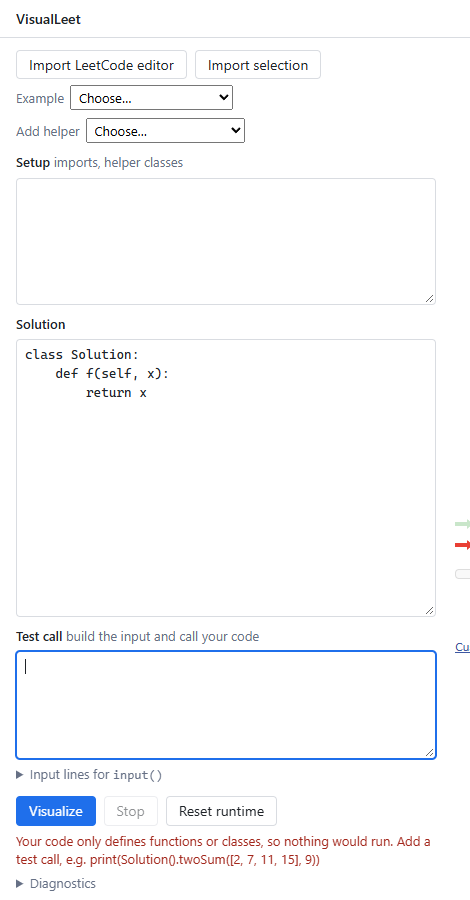 VisualLeet
Import LeetCode editor Import selection
Example Choose...
Add helper Choose...
Setup imports, helper classes
Solution
class Solution:
    def f(self, x):
        return x
Test call build the input and call your code
Cu
Input lines for input()
Visualize Stop Reset runtime
Your code only defines functions or classes, so nothing would run. Add a
test call, e.g. print(Solution().twoSum([2, 7, 11, 15], 9))
Diagnostics